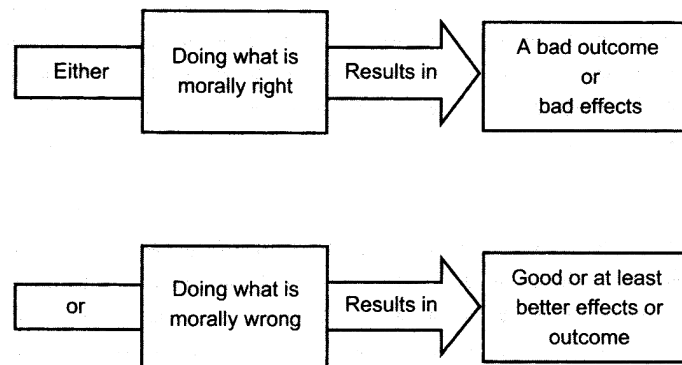 Either
Doing what is
morally right
Results in
A bad outcome
or
bad effects
or
Doing what is
morally wrong
Results in
Good or at least
better effects or
outcome